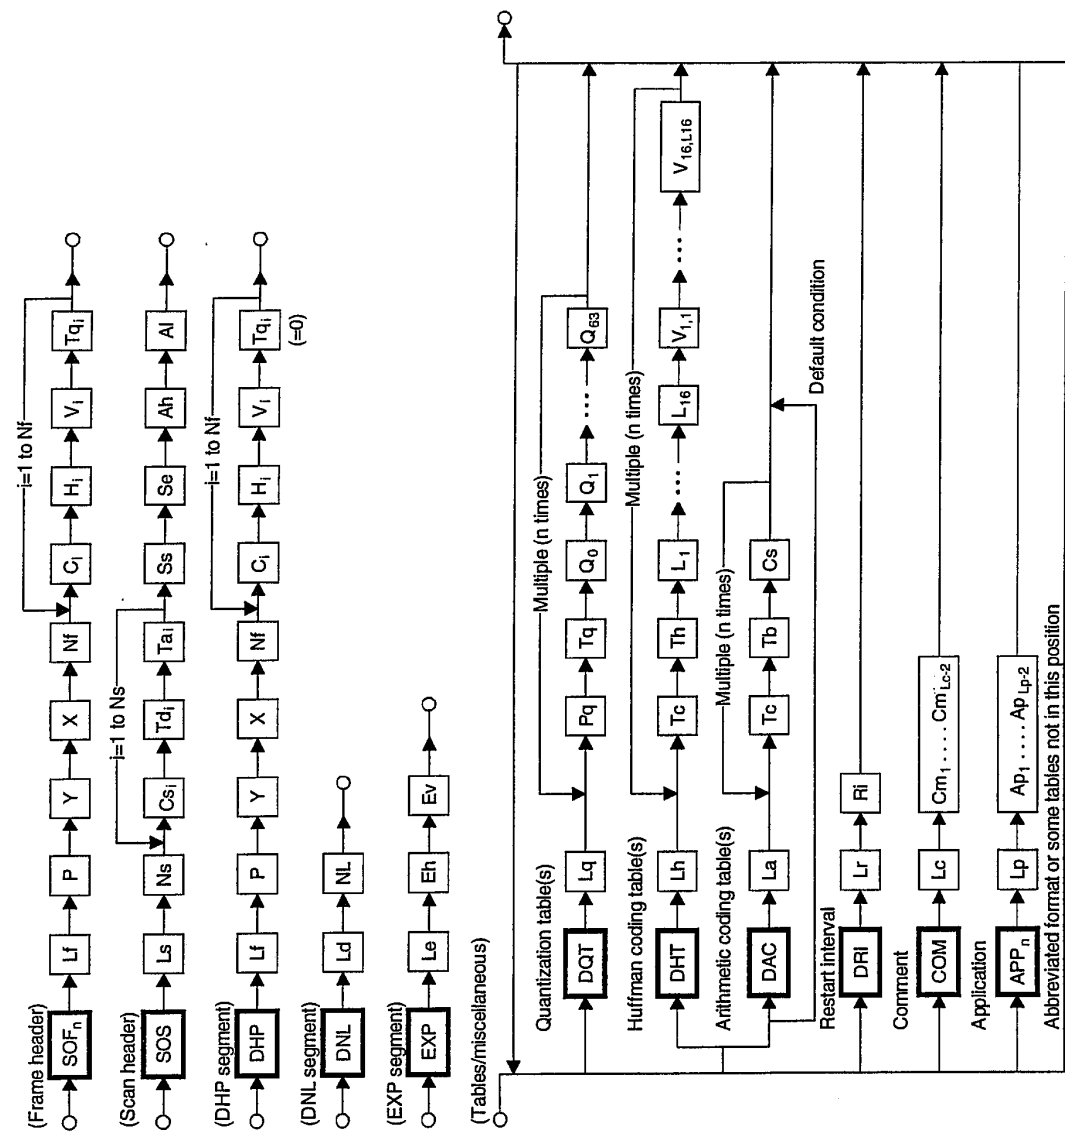 (Frame header)
SOFn Lf P Y X Nf Ci Hi Vi Tqi
i=1 to Nf
(Scan header)
SOS Ls Ns Csj Tdj Taj Ss Se Ah Al
j=1 to Ns
(DHP segment)
DHP Lf P Y X Nf Ci Hi Vi Tqi
(=0)
i=1 to Nf
(DNL segment)
DNL Ld NL
(EXP segment)
EXP Le Eh Ev
(Tables/miscellaneous)
Quantization table(s)
Multiple (n times)
DQT Lq Pq Tq Q0 Q1 ... Q63
Huffman coding table(s)
Multiple (n times)
DHT Lh Tc Th L1 ... L16 V1,1 ... V16,L16
Arithmetic coding table(s)
Multiple (n times)
DAC La Tc Tb Cs
Default condition
Restart interval
DRI Lr Ri
Comment
COM Lc Cm1 .... CmLc-2
Application
APPn Lp Ap1 .... ApLp-2
Abbreviated format or some tables not in this position